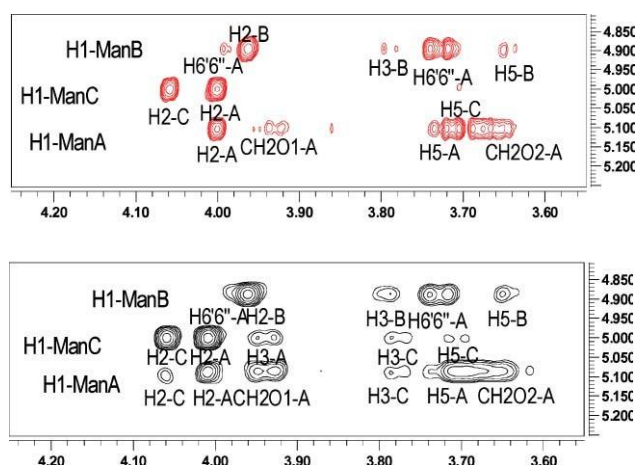 H2-B
4.850
H1-ManB
H6'6"-A
H3-B
H6'6"-A
H5-B
4.900
4.950
H1-ManC
H2-C
H2-A
H5-C
5.000
5.050
H1-ManA
H2-A
CH2O1-A
H5-A
CH2O2-A
5.100
5.150
5.200
4.20 4.10 4.00 3.90 3.80 3.70 3.60
4.850
H1-ManB
H6'6"-A
H2-B
H3-B
H6'6"-A
H5-B
4.900
4.950
H1-ManC
H2-C
H2-A
H3-A
H3-C
H5-C
5.000
5.050
H1-ManA
H2-C
H2-A
CH2O1-A
H3-C
H5-A
CH2O2-A
5.100
5.150
5.200
4.20 4.10 4.00 3.90 3.80 3.70 3.60